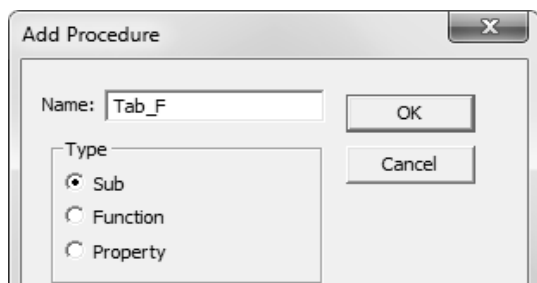 Add Procedure
Name: Tab_F
OK
Cancel
Type
Sub
Function
Property